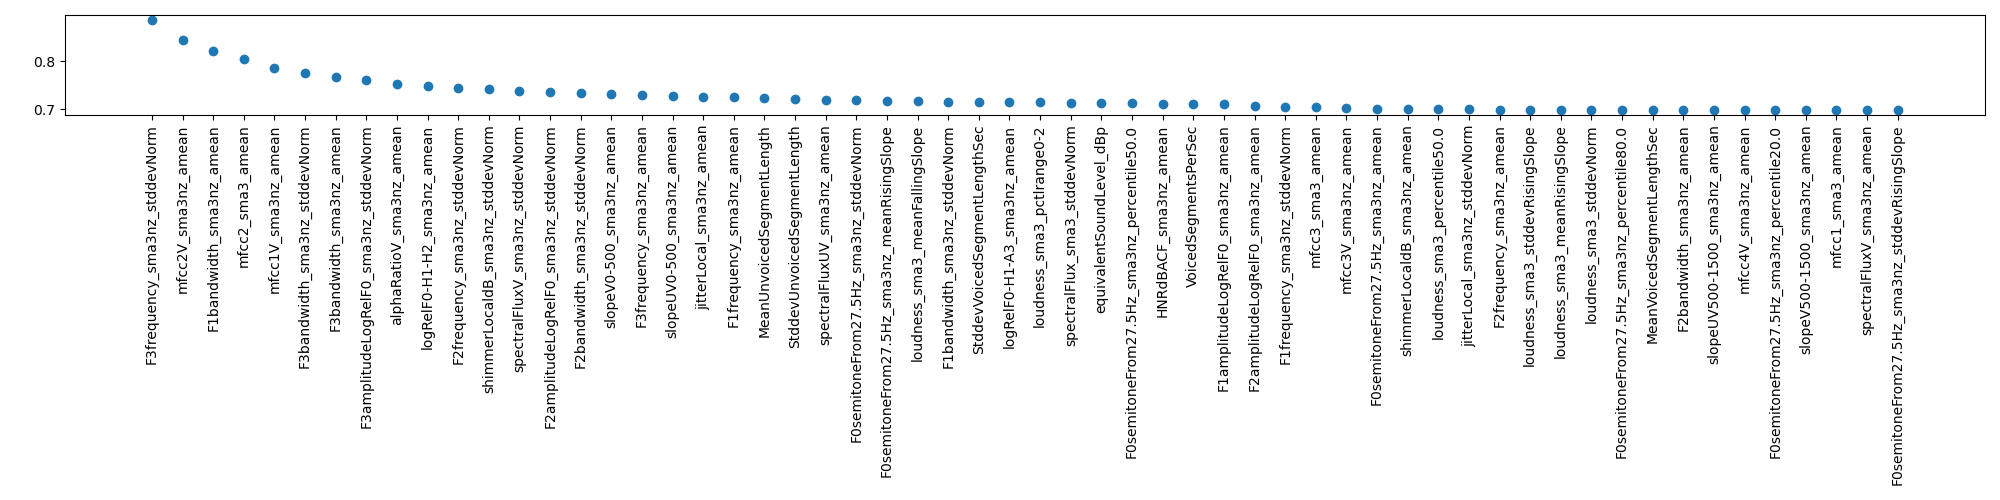 0.8
0.7
F3frequency_sma3nz_stddevNorm
mfcc2V_sma3nz_amean
F1bandwidth_sma3nz_amean
mfcc2_sma3_amean
mfcc1V_sma3nz_amean
F3bandwidth_sma3nz_stddevNorm
F3bandwidth_sma3nz_amean
F3amplitudeLogRelF0_sma3nz_stddevNorm
alphaRatioV_sma3nz_amean
logRelF0-H1-H2_sma3nz_amean
F2frequency_sma3nz_stddevNorm
shimmerLocaldB_sma3nz_stddevNorm
spectralFluxV_sma3nz_stddevNorm
F2amplitudeLogRelF0_sma3nz_stddevNorm
F2bandwidth_sma3nz_stddevNorm
slopeV0-500_sma3nz_amean
F3frequency_sma3nz_amean
slopeUV0-500_sma3nz_amean
jitterLocal_sma3nz_amean
F1frequency_sma3nz_amean
MeanUnvoicedSegmentLength
StddevUnvoicedSegmentLength
spectralFluxUV_sma3nz_amean
F0semitoneFrom27.5Hz_sma3nz_stddevNorm
F0semitoneFrom27.5Hz_sma3nz_meanRisingSlope
loudness_sma3_meanFallingSlope
F1bandwidth_sma3nz_stddevNorm
StddevVoicedSegmentLengthSec
logRelF0-H1-A3_sma3nz_amean
loudness_sma3_pctlrange0-2
spectralFlux_sma3_stddevNorm
equivalentSoundLevel_dBp
F0semitoneFrom27.5Hz_sma3nz_percentile50.0
HNRdBACF_sma3nz_amean
VoicedSegmentsPerSec
F1amplitudeLogRelF0_sma3nz_amean
F2amplitudeLogRelF0_sma3nz_amean
F1frequency_sma3nz_stddevNorm
mfcc3_sma3_amean
mfcc3V_sma3nz_amean
F0semitoneFrom27.5Hz_sma3nz_amean
shimmerLocaldB_sma3nz_amean
loudness_sma3_percentile50.0
jitterLocal_sma3nz_stddevNorm
F2frequency_sma3nz_amean
loudness_sma3_stddevRisingSlope
loudness_sma3_meanRisingSlope
loudness_sma3_stddevNorm
F0semitoneFrom27.5Hz_sma3nz_percentile80.0
MeanVoicedSegmentLengthSec
F2bandwidth_sma3nz_amean
slopeUV500-1500_sma3nz_amean
mfcc4V_sma3nz_amean
F0semitoneFrom27.5Hz_sma3nz_percentile20.0
slopeV500-1500_sma3nz_amean
mfcc1_sma3_amean
spectralFluxV_sma3nz_amean
F0semitoneFrom27.5Hz_sma3nz_stddevRisingSlope